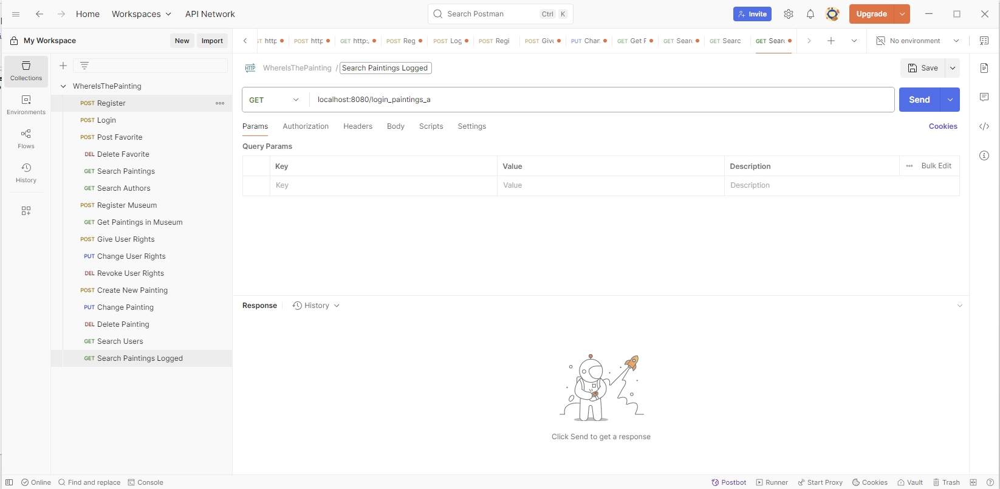 Home Workspaces API Network Search Postman Ctrl K Invite Upgrade
My Workspace New Import
http POST http GET http:, POST Reg POST Log POST Regi POST Give PUT Chan GET Get F GET Searc GET Searc GET Searc No environment
Collections
Environments
Flows
History
WhereIsThePainting
POST Register
POST Login
POST Post Favorite
DEL Delete Favorite
GET Search Paintings
GET Search Authors
POST Register Museum
GET Get Paintings in Museum
POST Give User Rights
PUT Change User Rights
DEL Revoke User Rights
POST Create New Painting
PUT Change Painting
DEL Delete Painting
GET Search Users
GET Search Paintings Logged
HTTP WhereIsThePainting / Search Paintings Logged Save
GET localhost:8080/login_paintings_a Send
Params Authorization Headers Body Scripts Settings Cookies
Query Params
Key Value Description Bulk Edit
Key Value Description
Response History
Click Send to get a response
Online Find and replace Console Postbot Runner Start Proxy Cookies Vault Trash